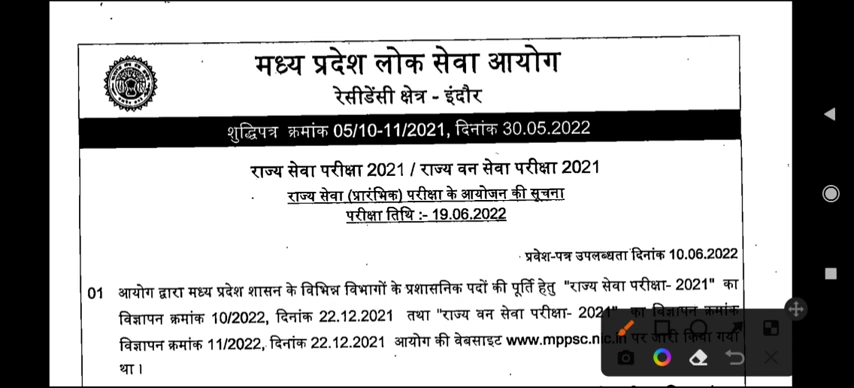 मध्य प्रदेश लोक सेवा आयोग
रेसीडेंसी क्षेत्र - इंदौर
शुद्धिपत्र क्रमांक 05/10-11/2021, दिनांक 30.05.2022
राज्य सेवा परीक्षा 2021 / राज्य वन सेवा परीक्षा 2021
राज्य सेवा (प्रारंभिक) परीक्षा के आयोजन की सूचना
परीक्षा तिथि :- 19.06.2022
प्रवेश-पत्र उपलब्धता दिनांक 10.06.2022
01 आयोग द्वारा मध्य प्रदेश शासन के विभिन्न विभागों के प्रशासनिक पदों की पूर्ति हेतु "राज्य सेवा परीक्षा- 2021" का
विज्ञापन क्रमांक 10/2022, दिनांक 22.12.2021 तथा "राज्य वन सेवा परीक्षा- 2021" का विज्ञापन क्रमांक
विज्ञापन क्रमांक 11/2022, दिनांक 22.12.2021 आयोग की वेबसाइट www.mppsc.nic.in पर जारी किया गया
था।